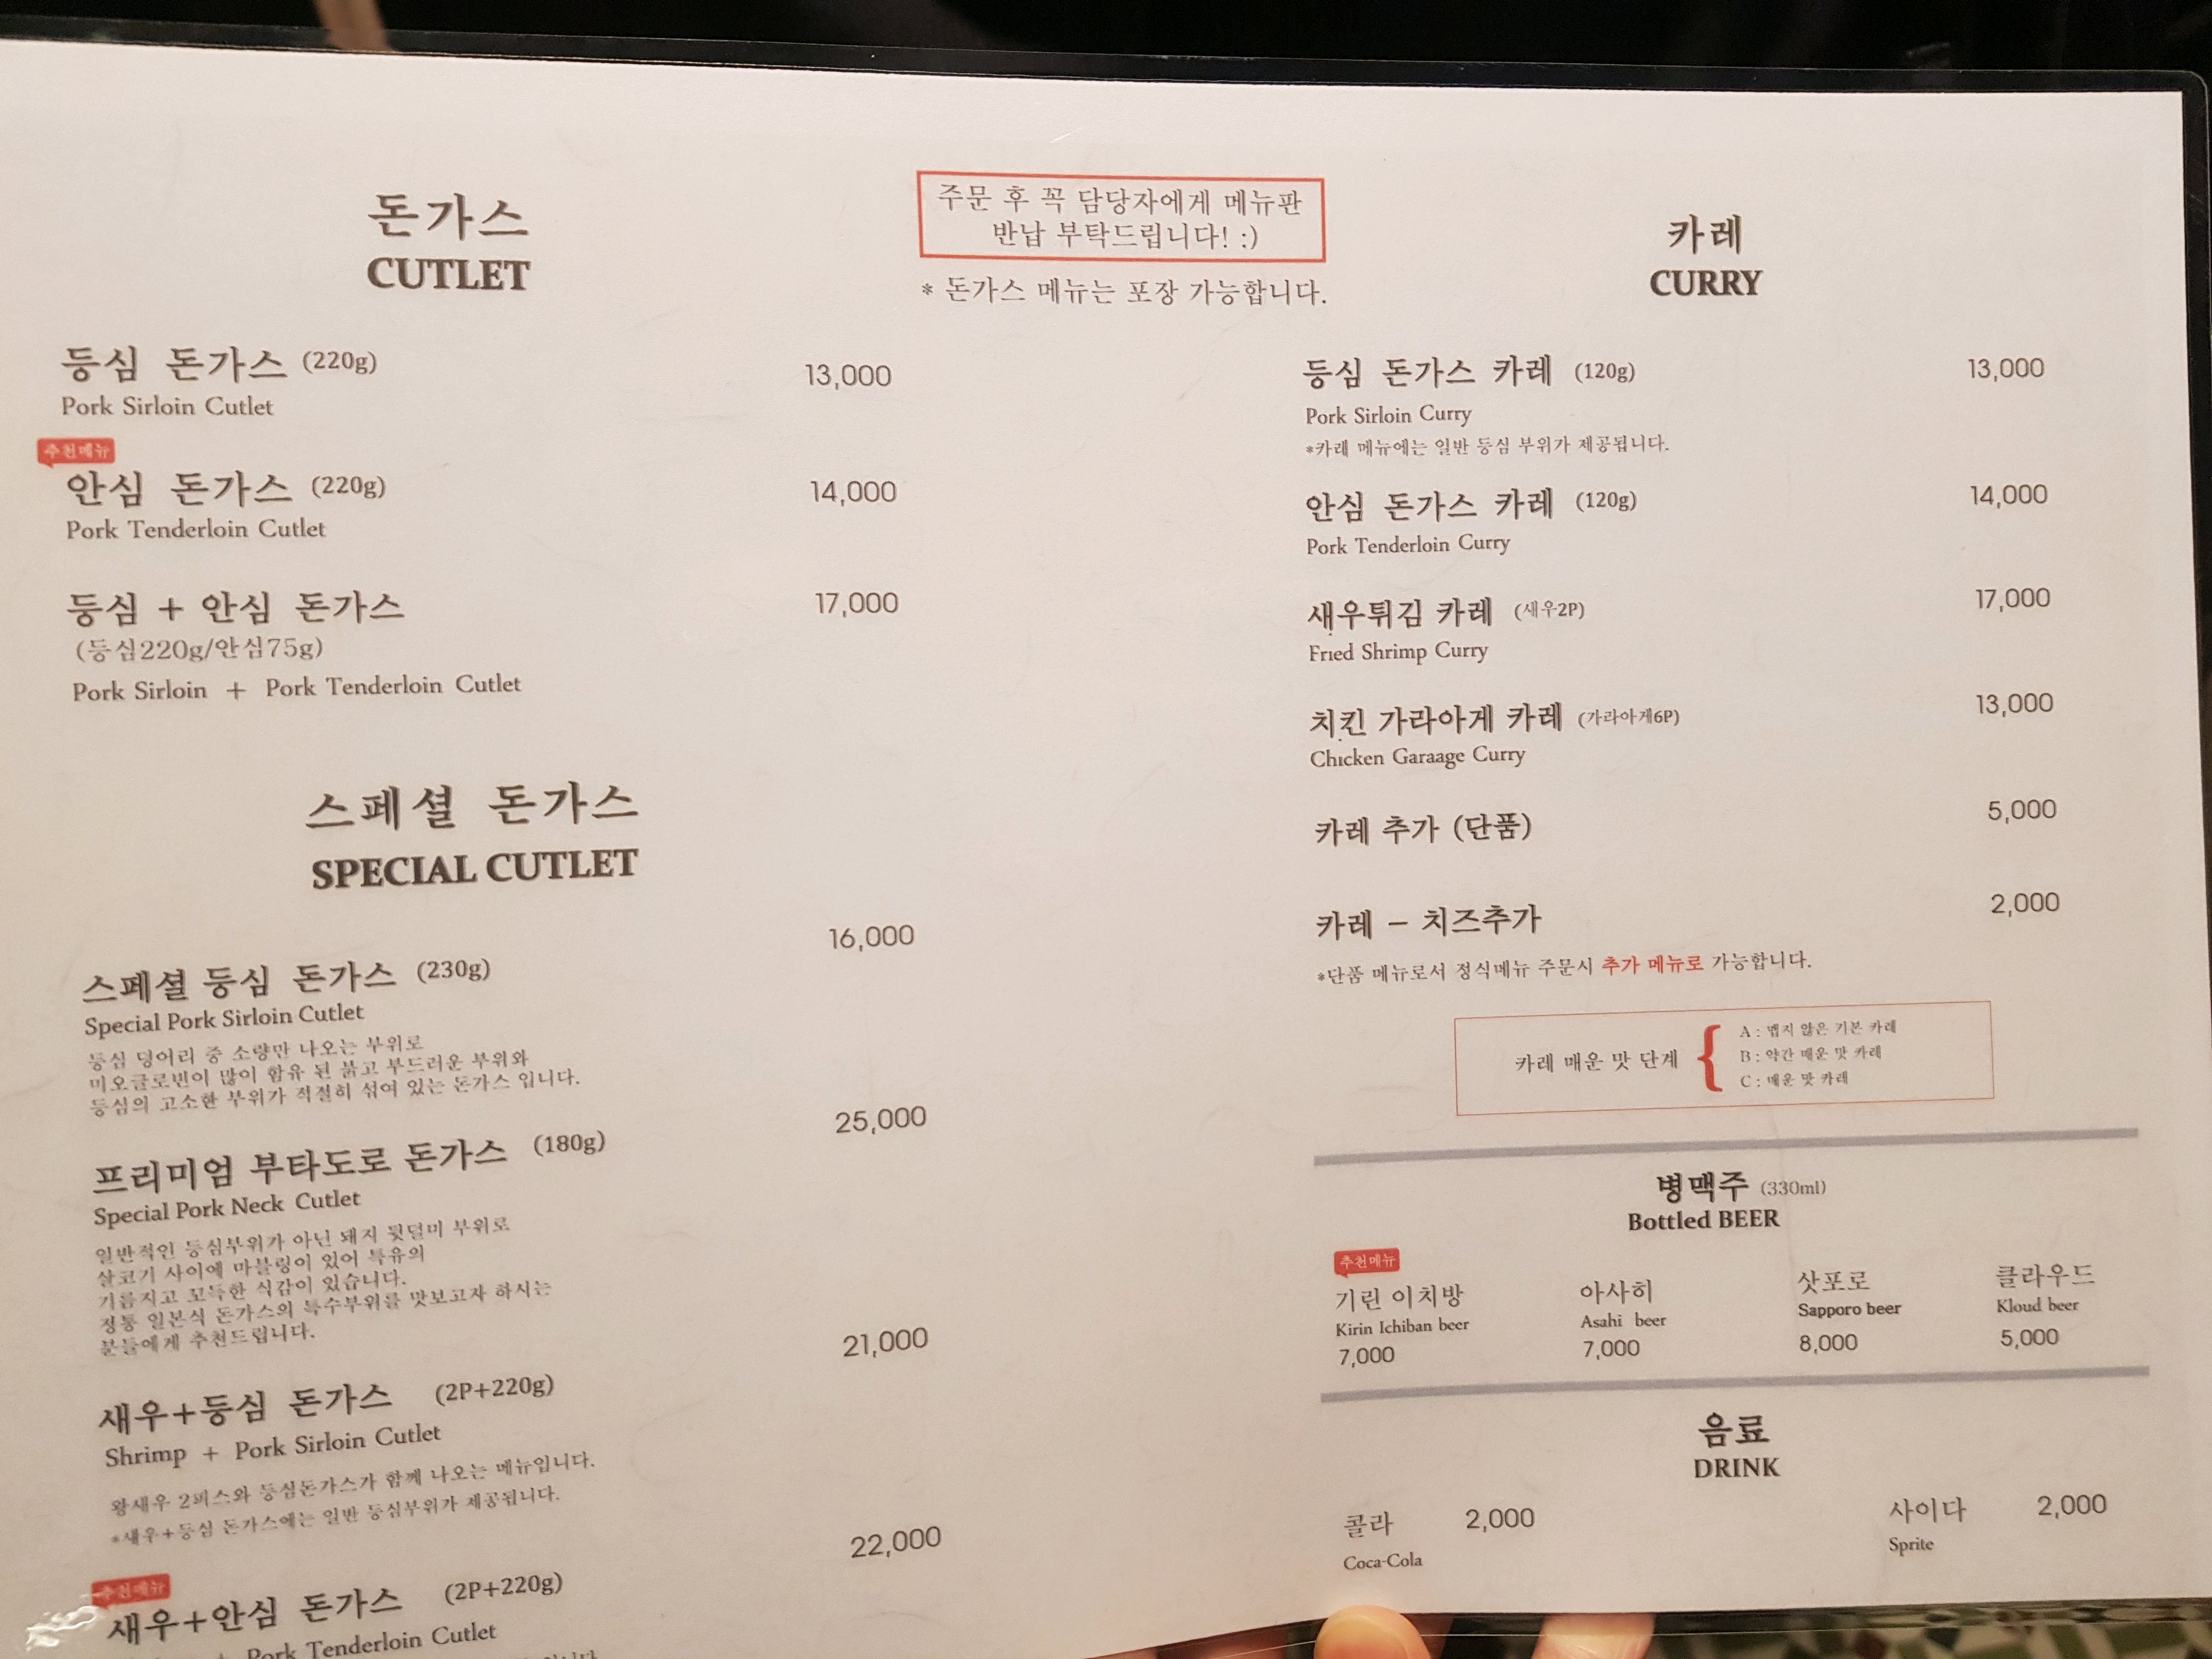 돈가스
CUTLET
등심 돈가스 (220g) 13,000
Pork Sirloin Cutlet
추천메뉴
안심 돈가스 (220g) 14,000
Pork Tenderloin Cutlet
등심 + 안심 돈가스 17,000
(등심220g/안심75g)
Pork Sirloin + Pork Tenderloin Cutlet
스페셜 돈가스
SPECIAL CUTLET
스페셜 등심 돈가스 (230g) 16,000
Special Pork Sirloin Cutlet
등심 덩어리 중 소량만 나오는 부위로
미오글로빈이 많이 함유 된 붉고 부드러운 부위와
등심의 고소한 부위가 적절히 섞여 있는 돈가스 입니다.
프리미엄 부타도로 돈가스 (180g) 25,000
Special Pork Neck Cutlet
일반적인 등심부위가 아닌 돼지 뒷덜미 부위로
살코기 사이에 마블링이 있어 특유의
기름지고 꼬득한 식감이 있습니다.
정통 일본식 돈가스의 특수부위를 맛보고자 하시는
분들에게 추천드립니다.
새우+등심 돈가스 (2P+220g) 21,000
Shrimp + Pork Sirloin Cutlet
왕새우 2피스와 등심돈가스가 함께 나오는 메뉴입니다.
*새우+등심 돈가스에는 일반 등심부위가 제공됩니다.
추천메뉴
새우+안심 돈가스 (2P+220g) 22,000
+ Pork Tenderloin Cutlet
주문 후 꼭 담당자에게 메뉴판
반납 부탁드립니다! :)
* 돈가스 메뉴는 포장 가능합니다.
카레
CURRY
등심 돈가스 카레 (120g) 13,000
Pork Sirloin Curry
*카레 메뉴에는 일반 등심 부위가 제공됩니다.
안심 돈가스 카레 (120g) 14,000
Pork Tenderloin Curry
새우튀김 카레 (새우2P) 17,000
Fried Shrimp Curry
치킨 가라아게 카레 (가라아게6P) 13,000
Chicken Garaage Curry
카레 추가 (단품) 5,000
카레 - 치즈추가 2,000
*단품 메뉴로서 정식메뉴 주문시 추가 메뉴로 가능합니다.
카레 매운 맛 단계 {
A : 맵지 않은 기본 카레
B : 약간 매운 맛 카레
C : 매운 맛 카레
병맥주 (330ml)
Bottled BEER
추천메뉴
기린 이치방 아사히 삿포로 클라우드
Kirin Ichiban beer Asahi beer Sapporo beer Kloud beer
7,000 7,000 8,000 5,000
음료
DRINK
콜라 2,000 사이다 2,000
Coca-Cola Sprite